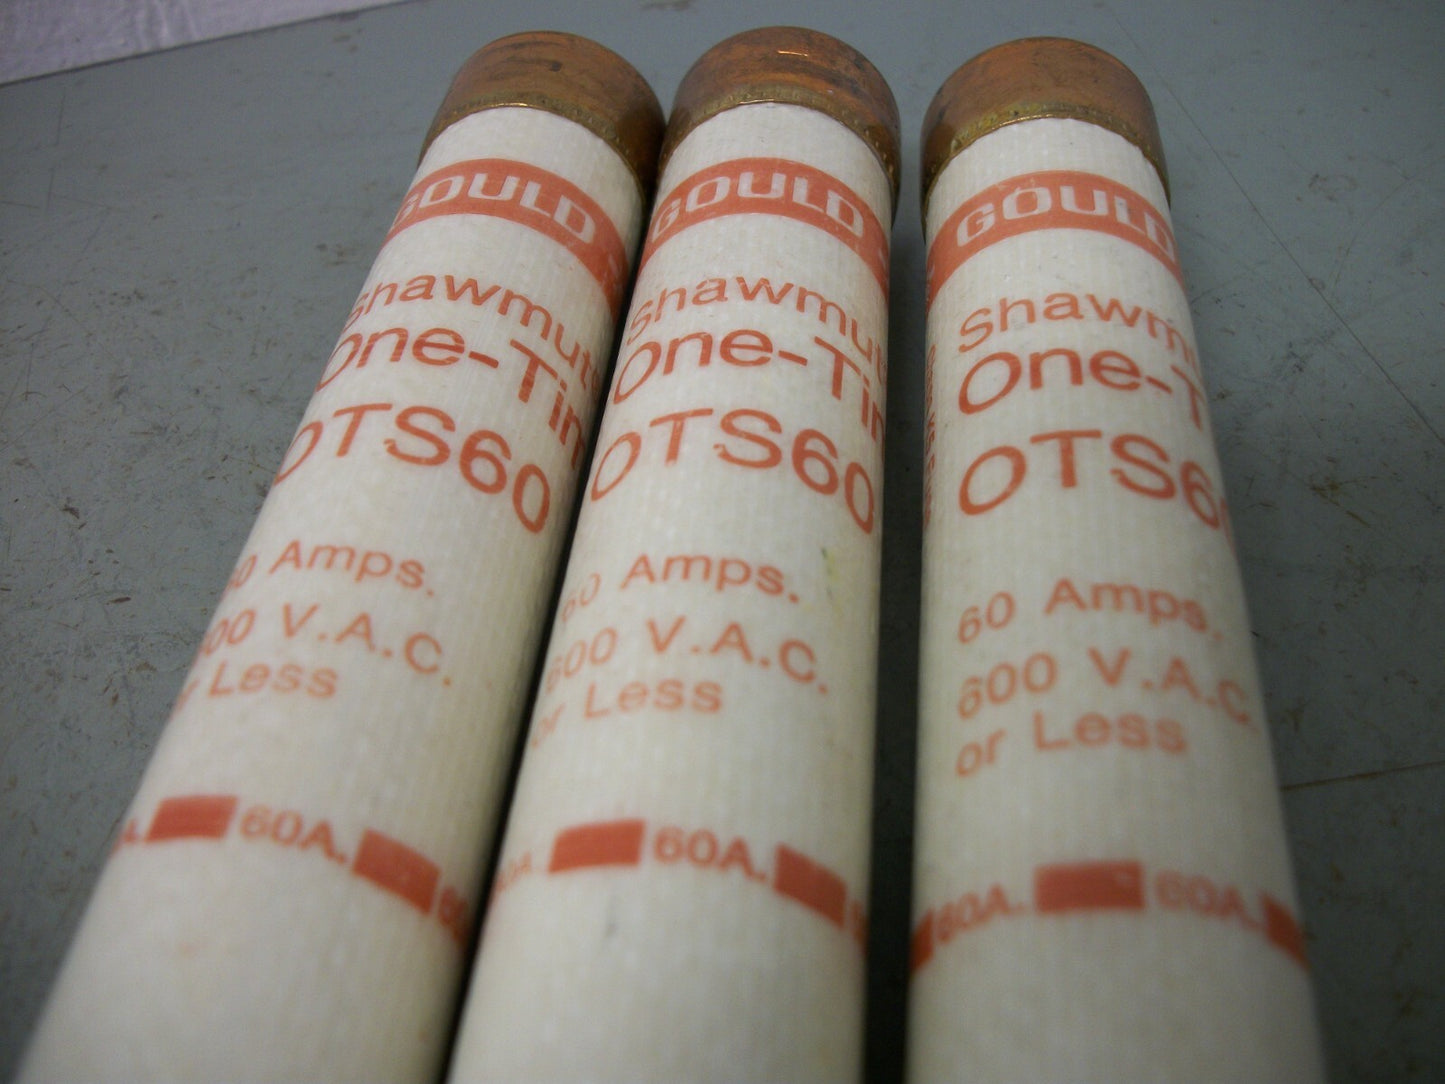 GOULD
Shawmut
One-Tim
OTS60
60 Amps.
600 V.A.C.
or Less
60A.
GOULD
Shawmut
One-Tim
OTS60
60 Amps.
600 V.A.C.
or Less
60A.
GOULD
Shawm
One-T
OTS60
60 Amps.
600 V.A.C.
or Less
60A. 60A.